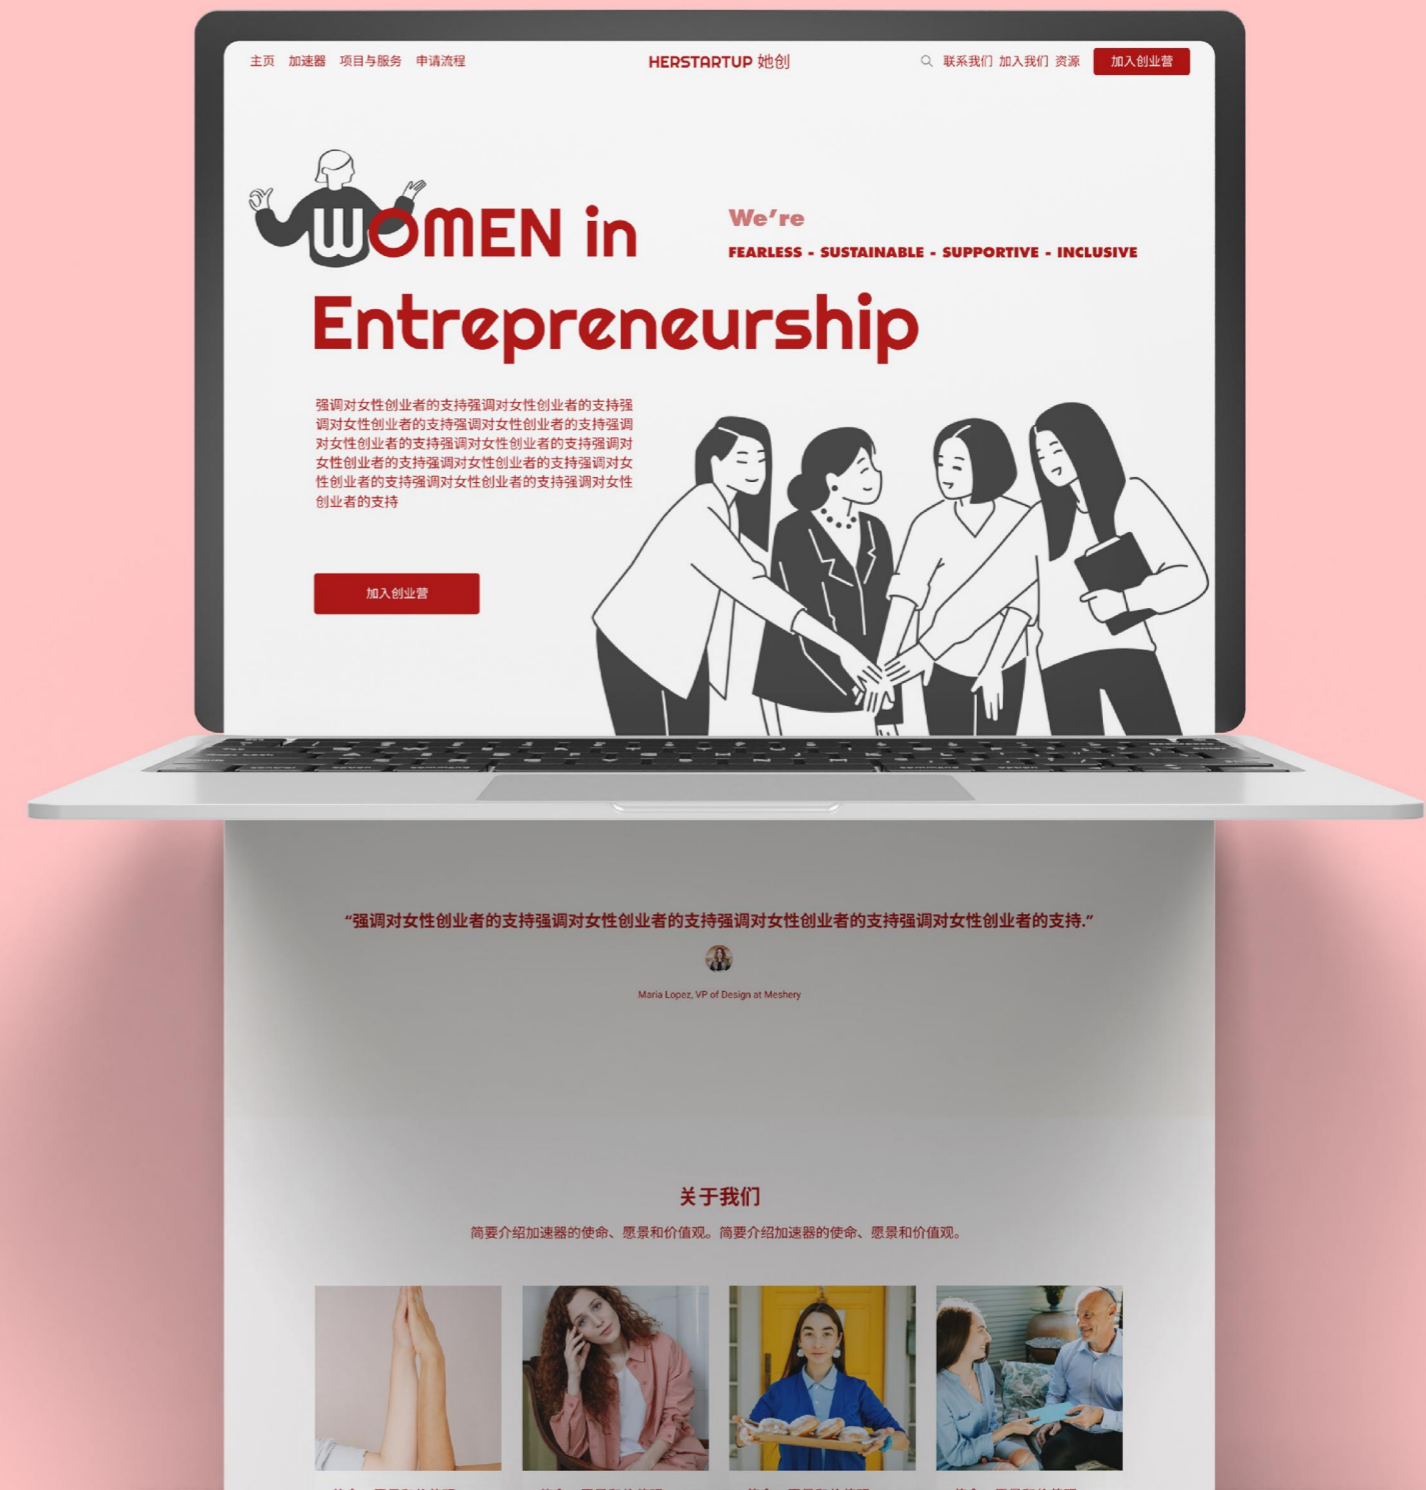 主页 加速器 项目与服务 申请流程 HERSTARTUP 她创 联系我们 加入我们 资源 加入创业营
WOMEN in
Entrepreneurship
We're
FEARLESS - SUSTAINABLE - SUPPORTIVE - INCLUSIVE
强调对女性创业者的支持强调对女性创业者的支持强
调对女性创业者的支持强调对女性创业者的支持强调
对女性创业者的支持强调对女性创业者的支持强调对
女性创业者的支持强调对女性创业者的支持强调对女
性创业者的支持强调对女性创业者的支持强调对女性
创业者的支持
加入创业营
“强调对女性创业者的支持强调对女性创业者的支持强调对女性创业者的支持强调对女性创业者的支持.”
Maria Lopez, VP of Design at Meshery
关于我们
简要介绍加速器的使命、愿景和价值观。简要介绍加速器的使命、愿景和价值观。